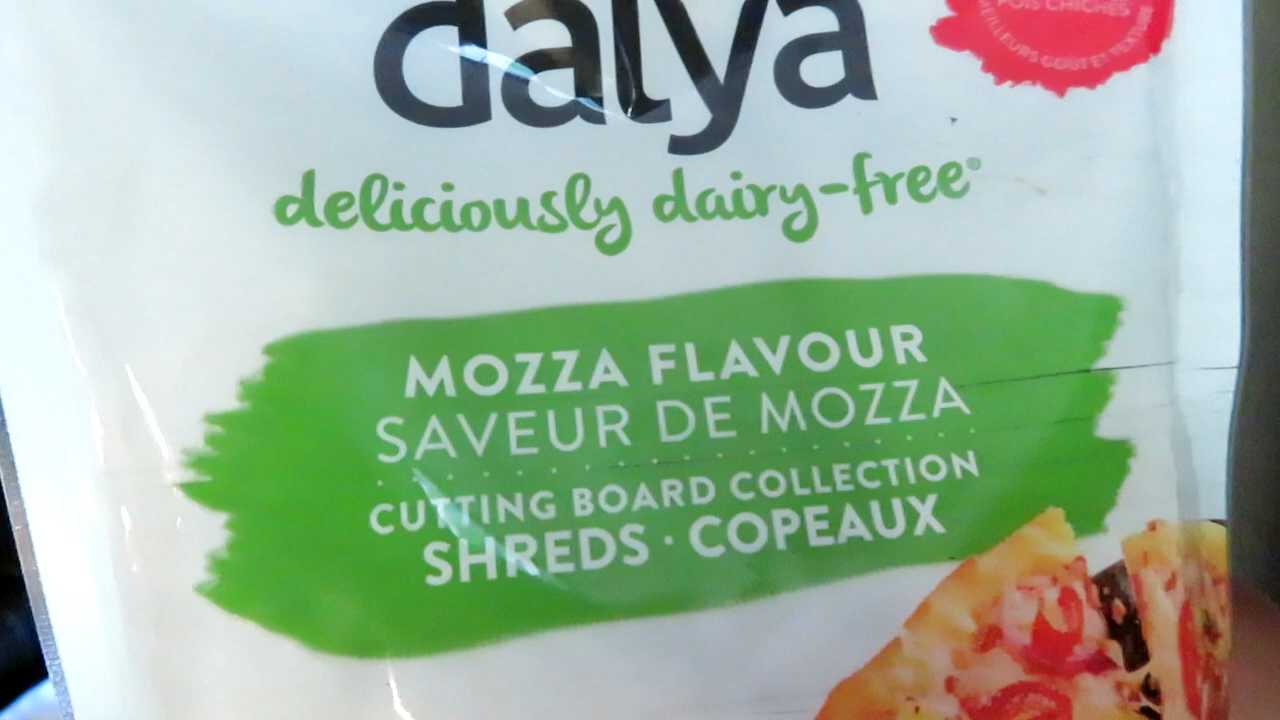 daiya
POIS CHICHES
MEILLEURS GOÛT ET TEXTURE
deliciously dairy-free®
MOZZA FLAVOUR
SAVEUR DE MOZZA
CUTTING BOARD COLLECTION
SHREDS · COPEAUX